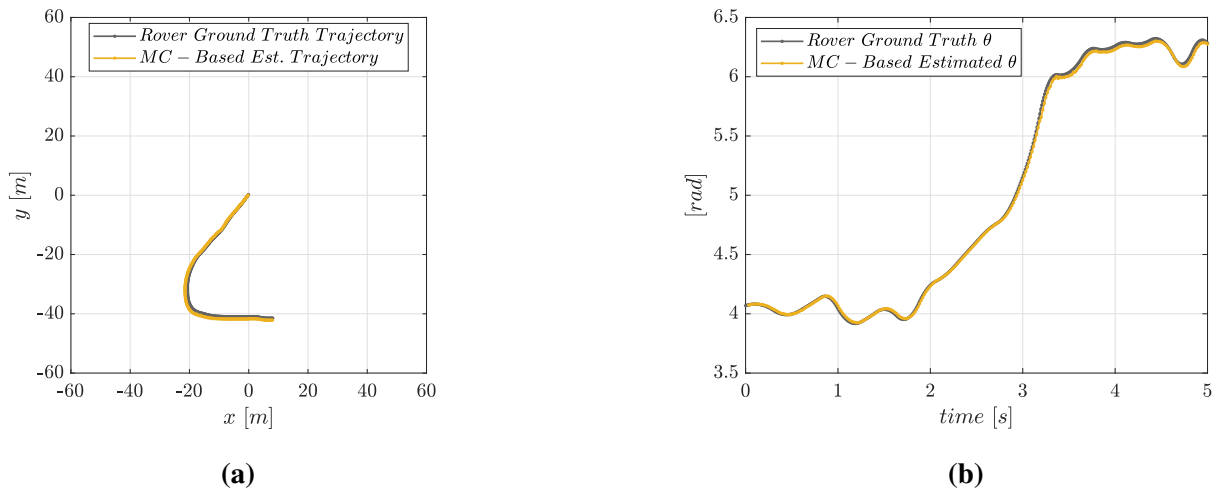 60
40
20
0
-20
-40
-60
y [m]
-60 -40 -20 0 20 40 60
x [m]
Rover Ground Truth Trajectory
MC − Based Est. Trajectory
(a)
6.5
6
5.5
5
4.5
4
3.5
[rad]
0 1 2 3 4 5
time [s]
Rover Ground Truth θ
MC − Based Estimated θ
(b)